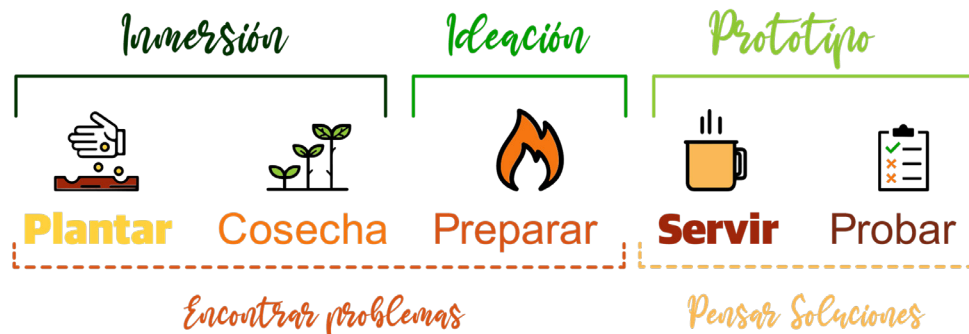 Inmersión Ideación Prototipo
Plantar Cosecha Preparar Servir Probar
Encontrar problemas Pensar Soluciones